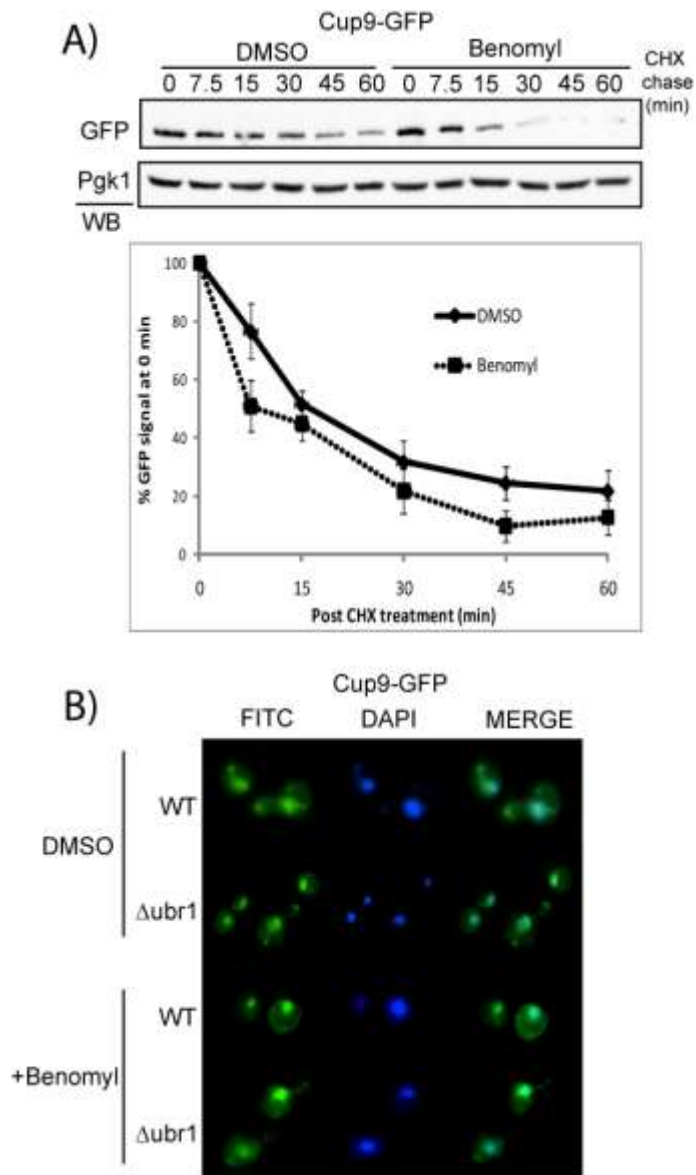 A)
Cup9-GFP
DMSO Benomyl
CHX chase (min)
0 7.5 15 30 45 60 0 7.5 15 30 45 60
GFP
Pgk1
WB
% GFP signal at 0 min
100
80
60
40
20
0
DMSO
Benomyl
0 15 30 45 60
Post CHX treatment (min)
B)
Cup9-GFP
FITC DAPI MERGE
DMSO
WT
Δubr1
+Benomyl
WT
Δubr1